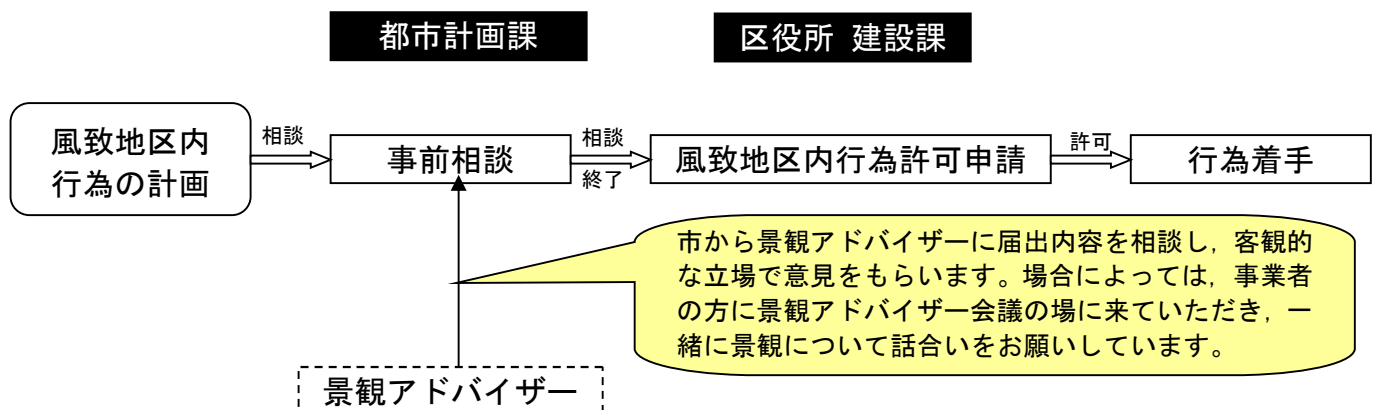 都市計画課
区役所 建設課
風致地区内
行為の計画
相談
事前相談
相談
終了
風致地区内行為許可申請
許可
行為着手
市から景観アドバイザーに届出内容を相談し，客観的
な立場で意見をもらいます。場合によっては，事業者
の方に景観アドバイザー会議の場に来ていただき，一
緒に景観について話合いをお願いしています。
景観アドバイザー